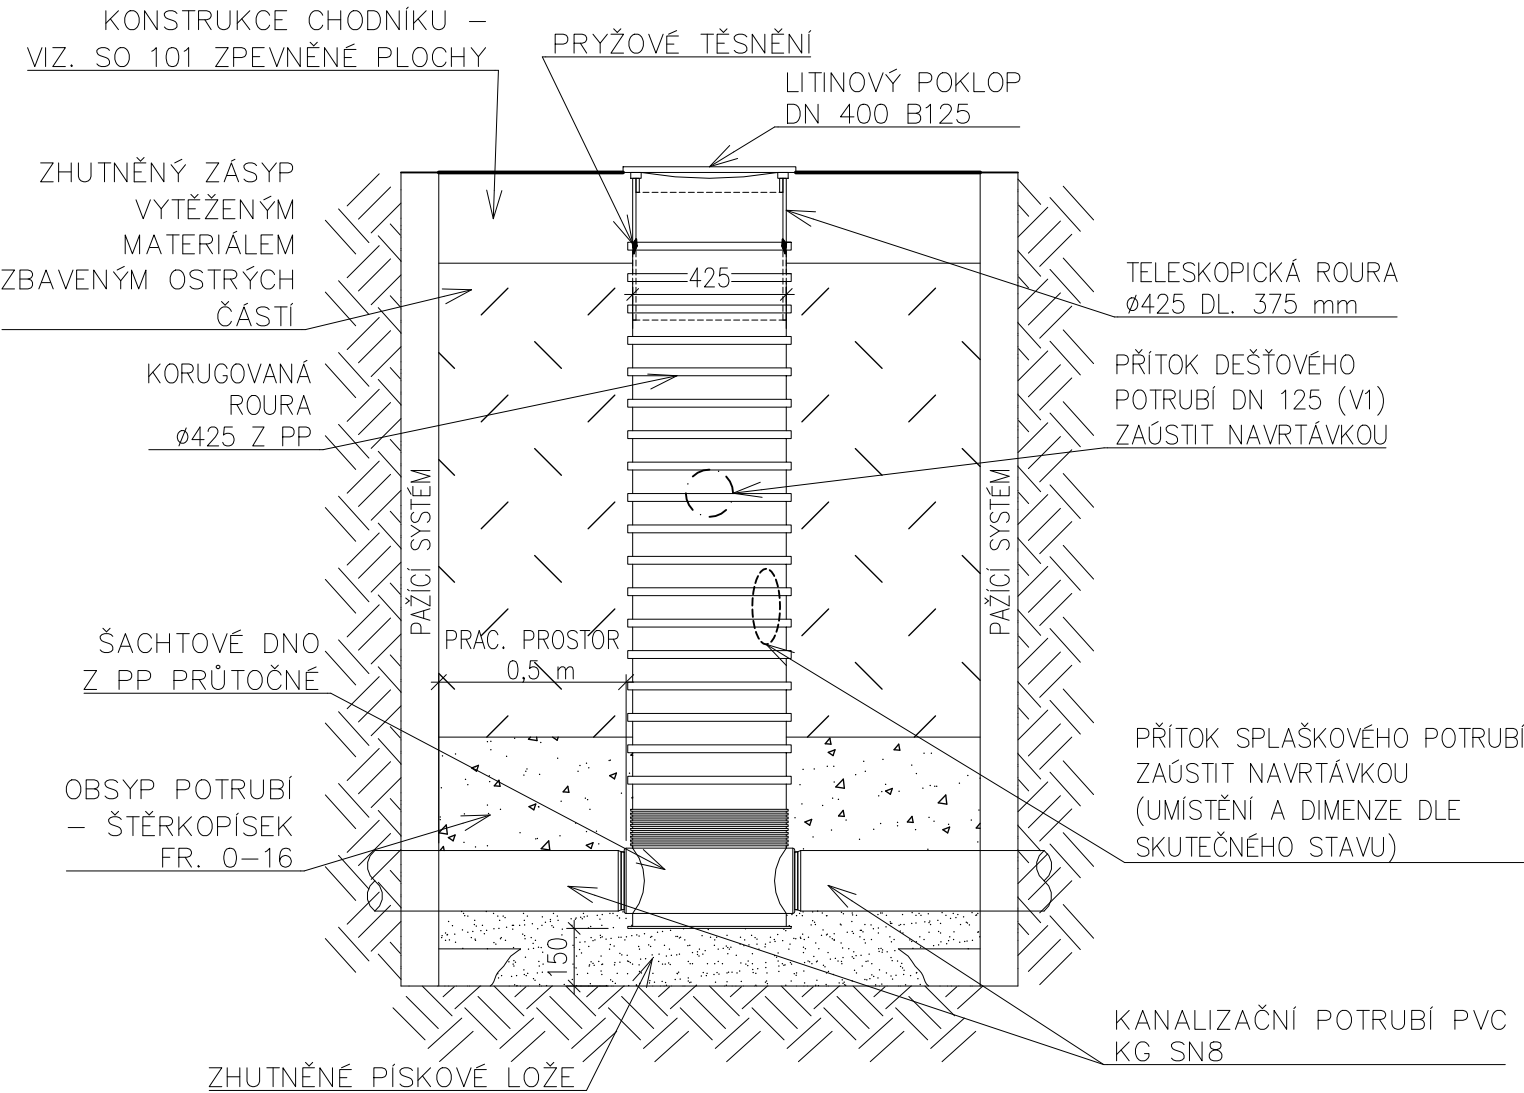 KONSTRUKCE CHODNÍKU –
VIZ. SO 101 ZPEVNĚNÉ PLOCHY
PRYŽOVÉ TĚSNĚNÍ
LITINOVÝ POKLOP
DN 400 B125
ZHUTNĚNÝ ZÁSYP
VYTĚŽENÝM
MATERIÁLEM
ZBAVENÝM OSTRÝCH
ČÁSTÍ
425
TELESKOPICKÁ ROURA
ø425 DL. 375 mm
KORUGOVANÁ
ROURA
ø425 Z PP
PŘÍTOK DEŠŤOVÉHO
POTRUBÍ DN 125 (V1)
ZAÚSTIT NAVRTÁVKOU
PAŽÍCÍ SYSTÉM
PAŽÍCÍ SYSTÉM
ŠACHTOVÉ DNO
Z PP PRŮTOČNÉ
PRAC. PROSTOR
0,5 m
OBSYP POTRUBÍ
– ŠTĚRKOPÍSEK
FR. 0–16
PŘÍTOK SPLAŠKOVÉHO POTRUBÍ
ZAÚSTIT NAVRTÁVKOU
(UMÍSTĚNÍ A DIMENZE DLE
SKUTEČNÉHO STAVU)
150
KANALIZAČNÍ POTRUBÍ PVC
KG SN8
ZHUTNĚNÉ PÍSKOVÉ LOŽE